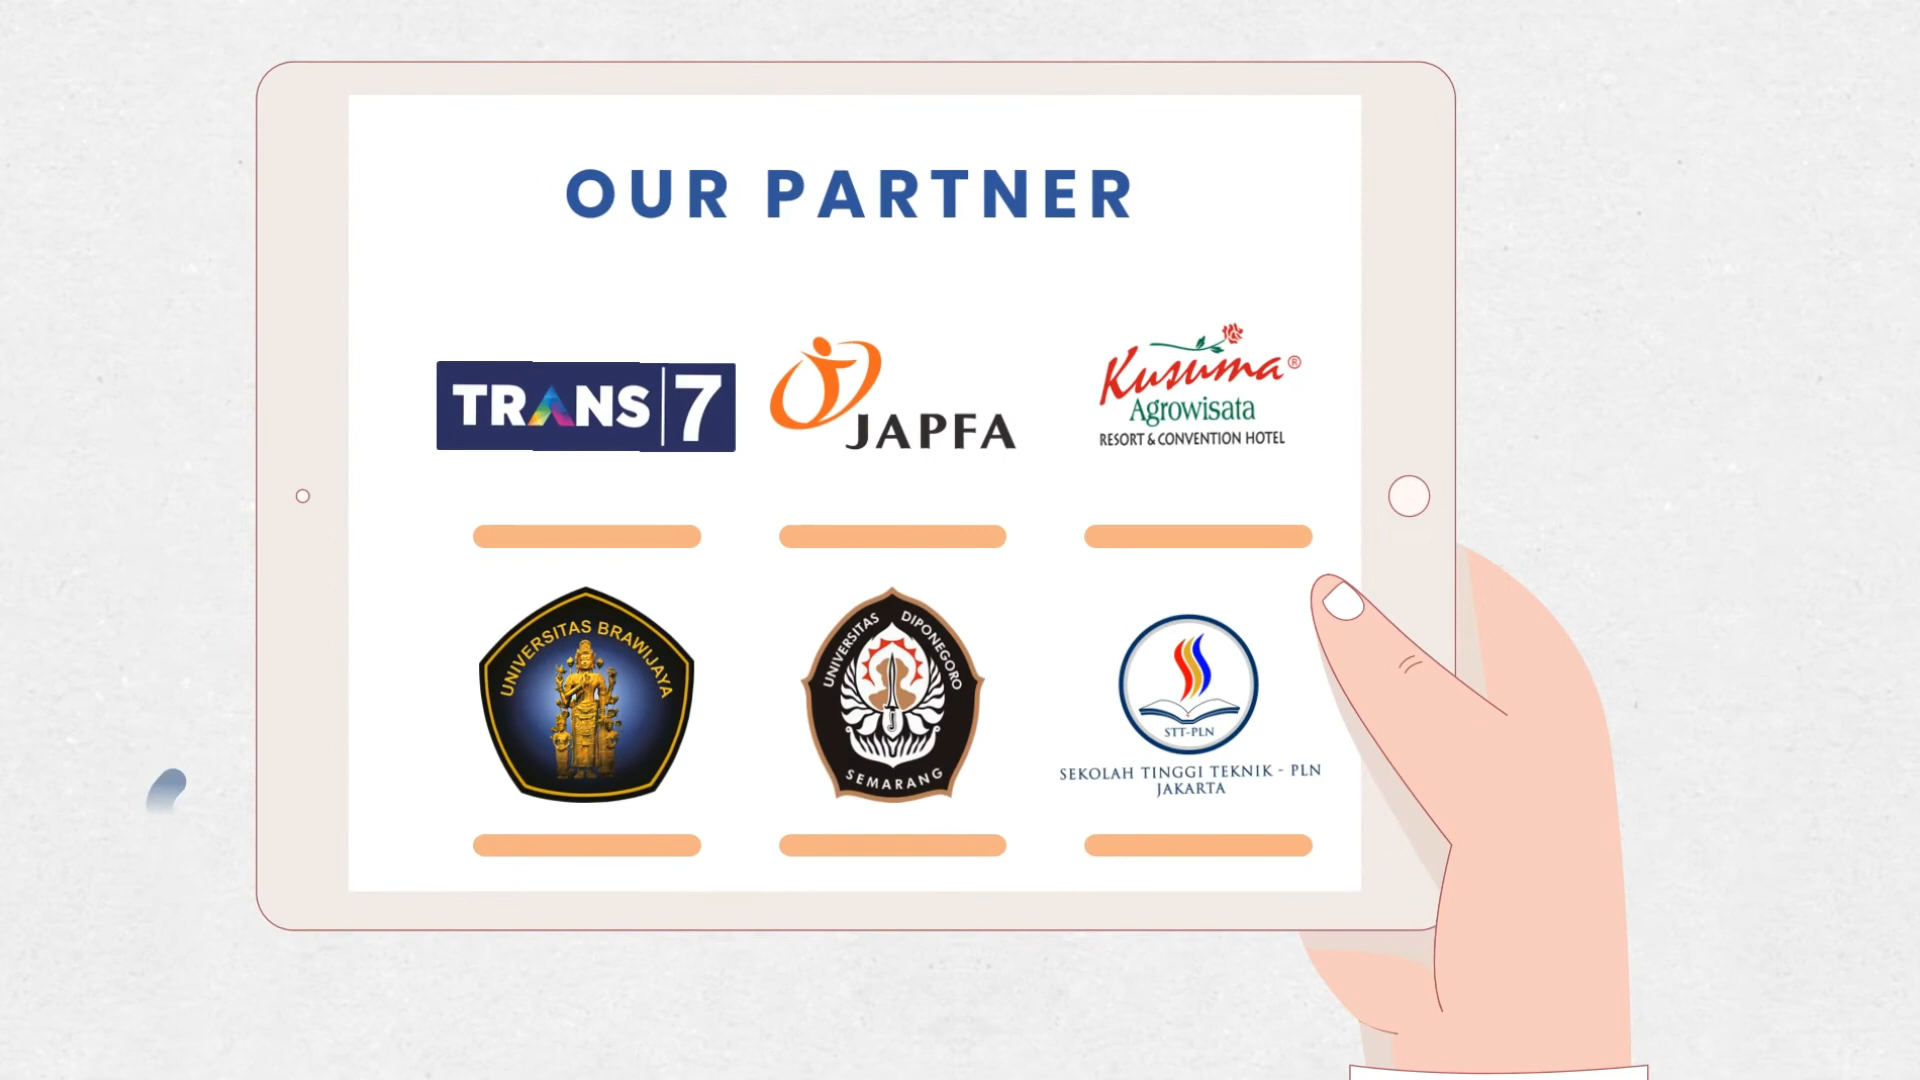 OUR PARTNER
TRANS|7
JAPFA
Kusuma®
Agrowisata
RESORT & CONVENTION HOTEL
UNIVERSITAS BRAWIJAYA
UNIVERSITAS DIPONEGORO
SEMARANG
STT-PLN
SEKOLAH TINGGI TEKNIK - PLN
JAKARTA